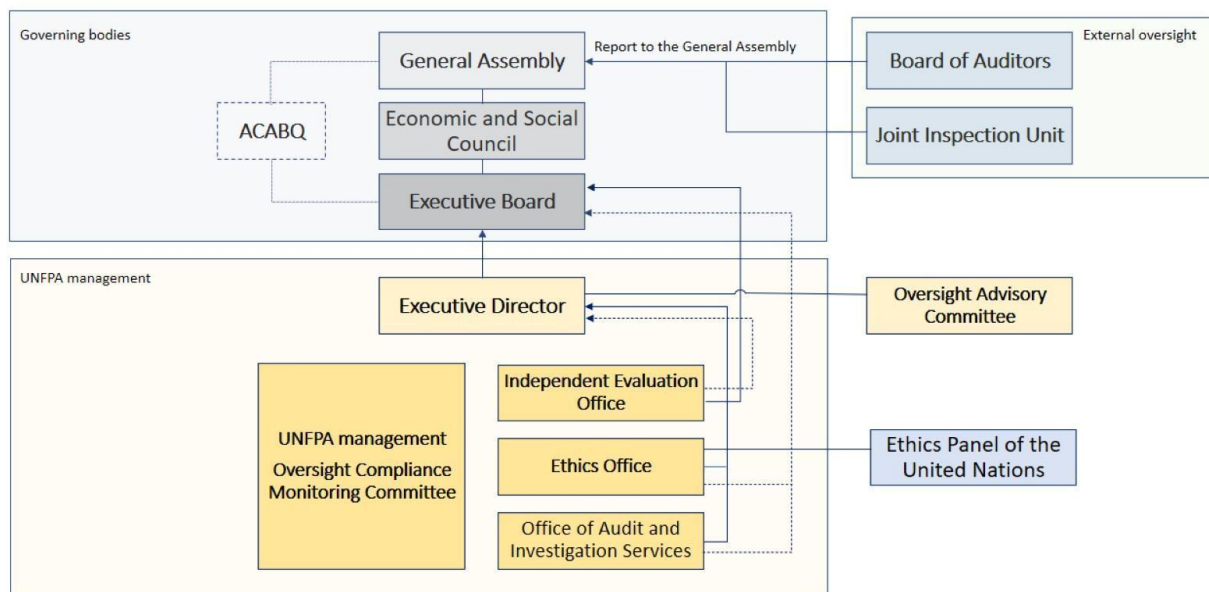 Governing bodies
General Assembly
Report to the General Assembly
External oversight
Board of Auditors
ACABQ
Economic and Social
Council
Joint Inspection Unit
Executive Board
UNFPA management
Executive Director
Oversight Advisory
Committee
Independent Evaluation
Office
UNFPA management
Oversight Compliance
Monitoring Committee
Ethics Office
Ethics Panel of the
United Nations
Office of Audit and
Investigation Services